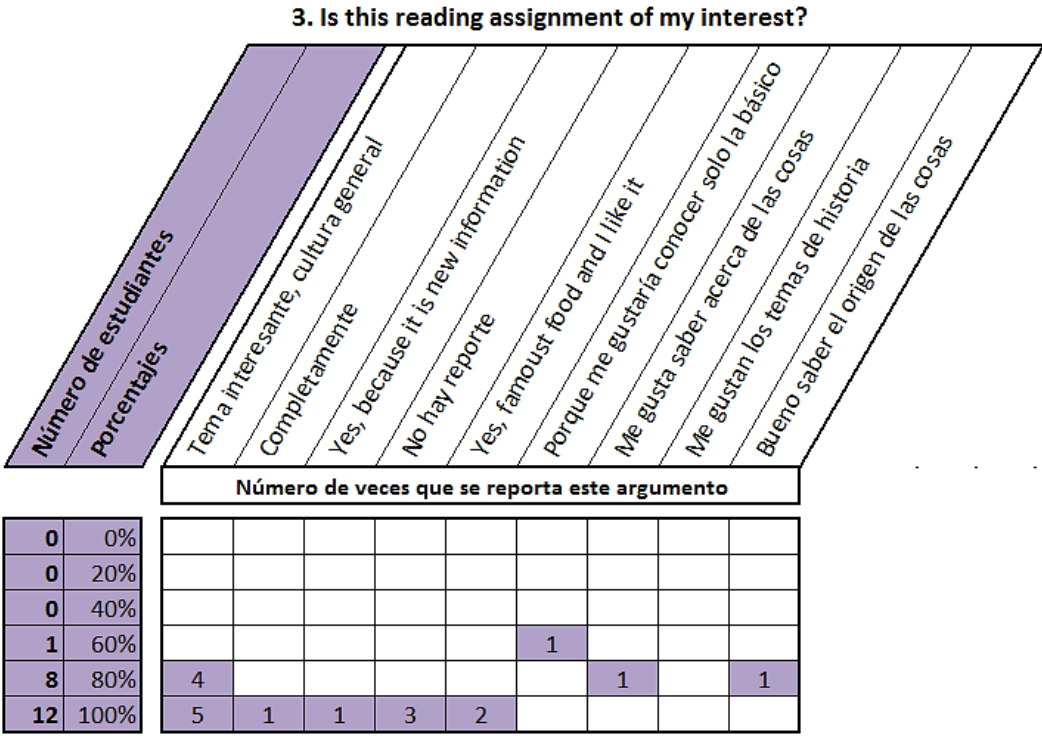 3. Is this reading assignment of my interest?
Número de estudiantes
Porcentajes
Tema interesante, cultura general
Completamente
Yes, because it is new information
No hay reporte
Yes, famoust food and I like it
Porque me gustaría conocer solo la básico
Me gusta saber acerca de las cosas
Me gustan los temas de historia
Bueno saber el origen de las cosas
Número de veces que se reporta este argumento
0 0%
0 20%
0 40%
1 60% 1
8 80% 4 1 1
12 100% 5 1 1 3 2